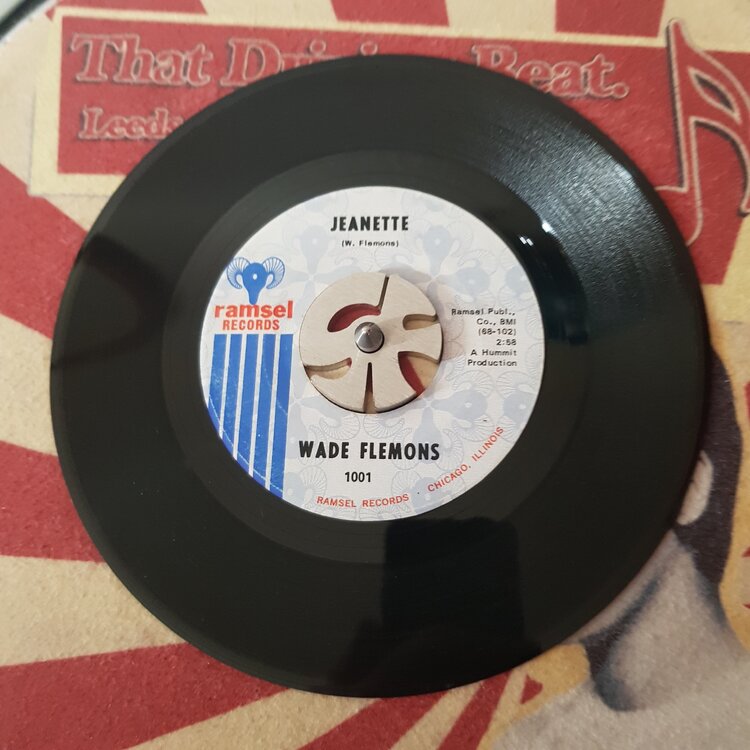 That Beat.
Leeds
JEANETTE
(W. Flemons)
ramsel
RECORDS
Ramsel Publ.,
Co., BMI
(68-102)
2:58
A Hummit
Production
WADE FLEMONS
1001
RAMSEL RECORDS CHICAGO, ILLINOIS